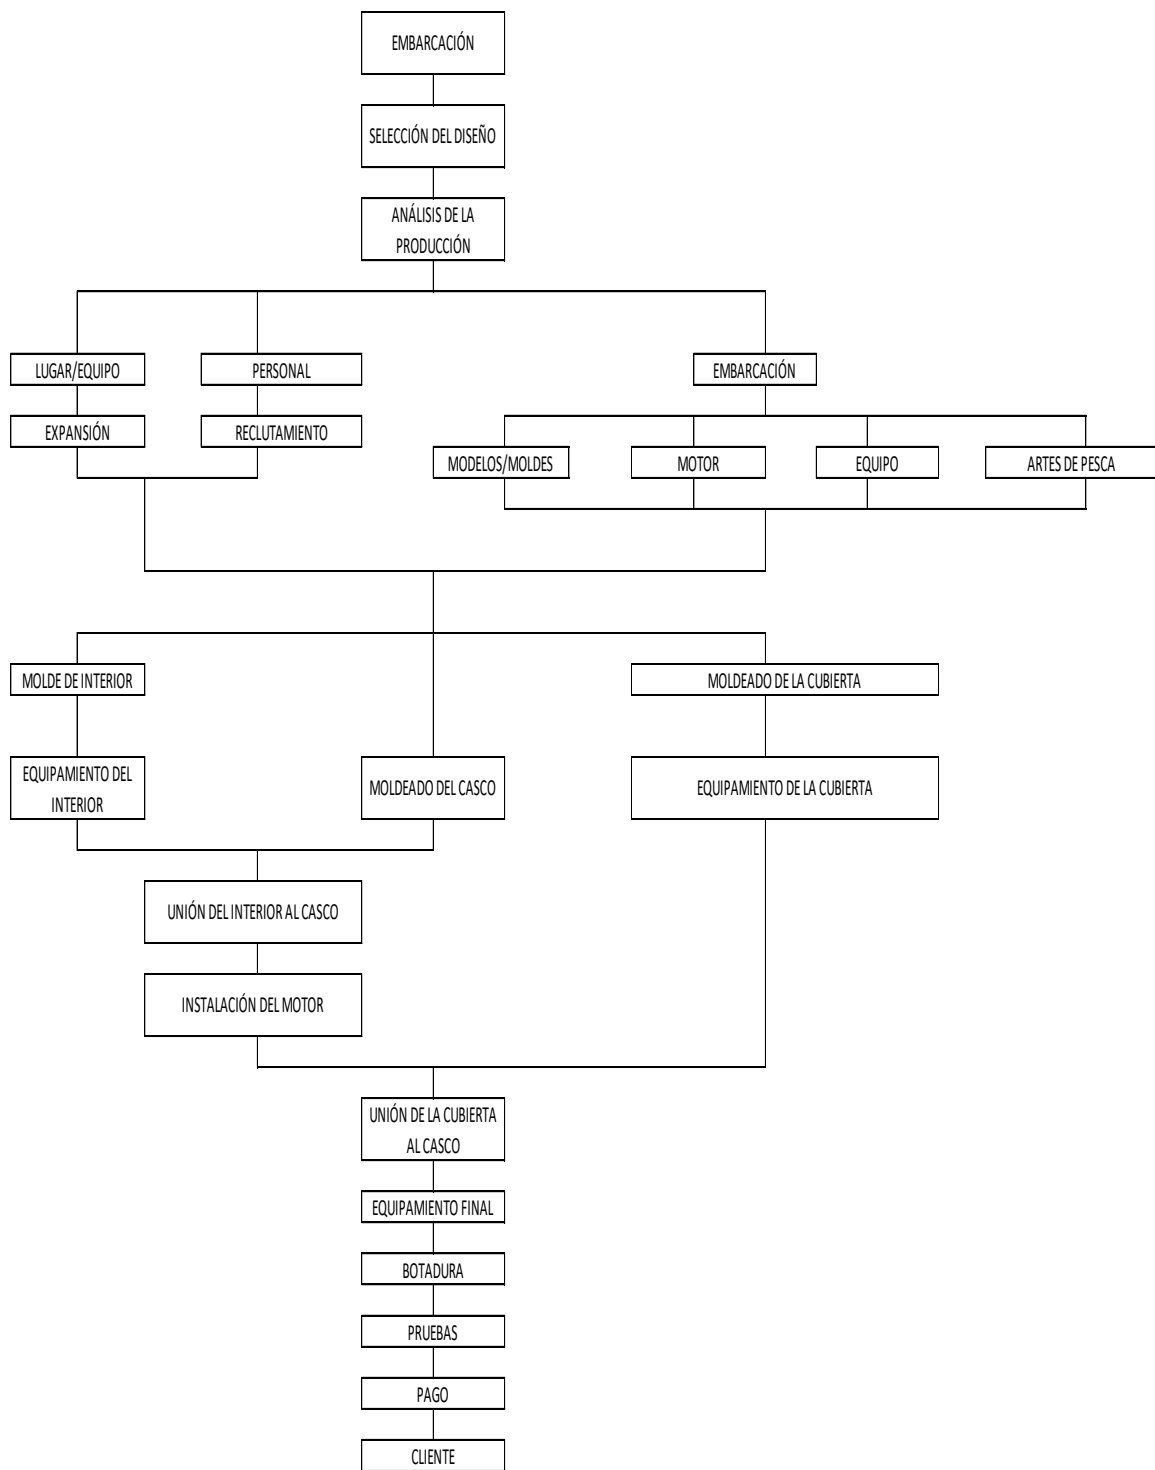 EMBARCACIÓN
SELECCIÓN DEL DISEÑO
ANÁLISIS DE LA
PRODUCCIÓN
LUGAR/EQUIPO
PERSONAL
EMBARCACIÓN
EXPANSIÓN
RECLUTAMIENTO
MODELOS/MOLDES
MOTOR
EQUIPO
ARTES DE PESCA
MOLDE DE INTERIOR
MOLDEADO DE LA CUBIERTA
EQUIPAMIENTO DEL
INTERIOR
MOLDEADO DEL CASCO
EQUIPAMIENTO DE LA CUBIERTA
UNIÓN DEL INTERIOR AL CASCO
INSTALACIÓN DEL MOTOR
UNIÓN DE LA CUBIERTA
AL CASCO
EQUIPAMIENTO FINAL
BOTADURA
PRUEBAS
PAGO
CLIENTE